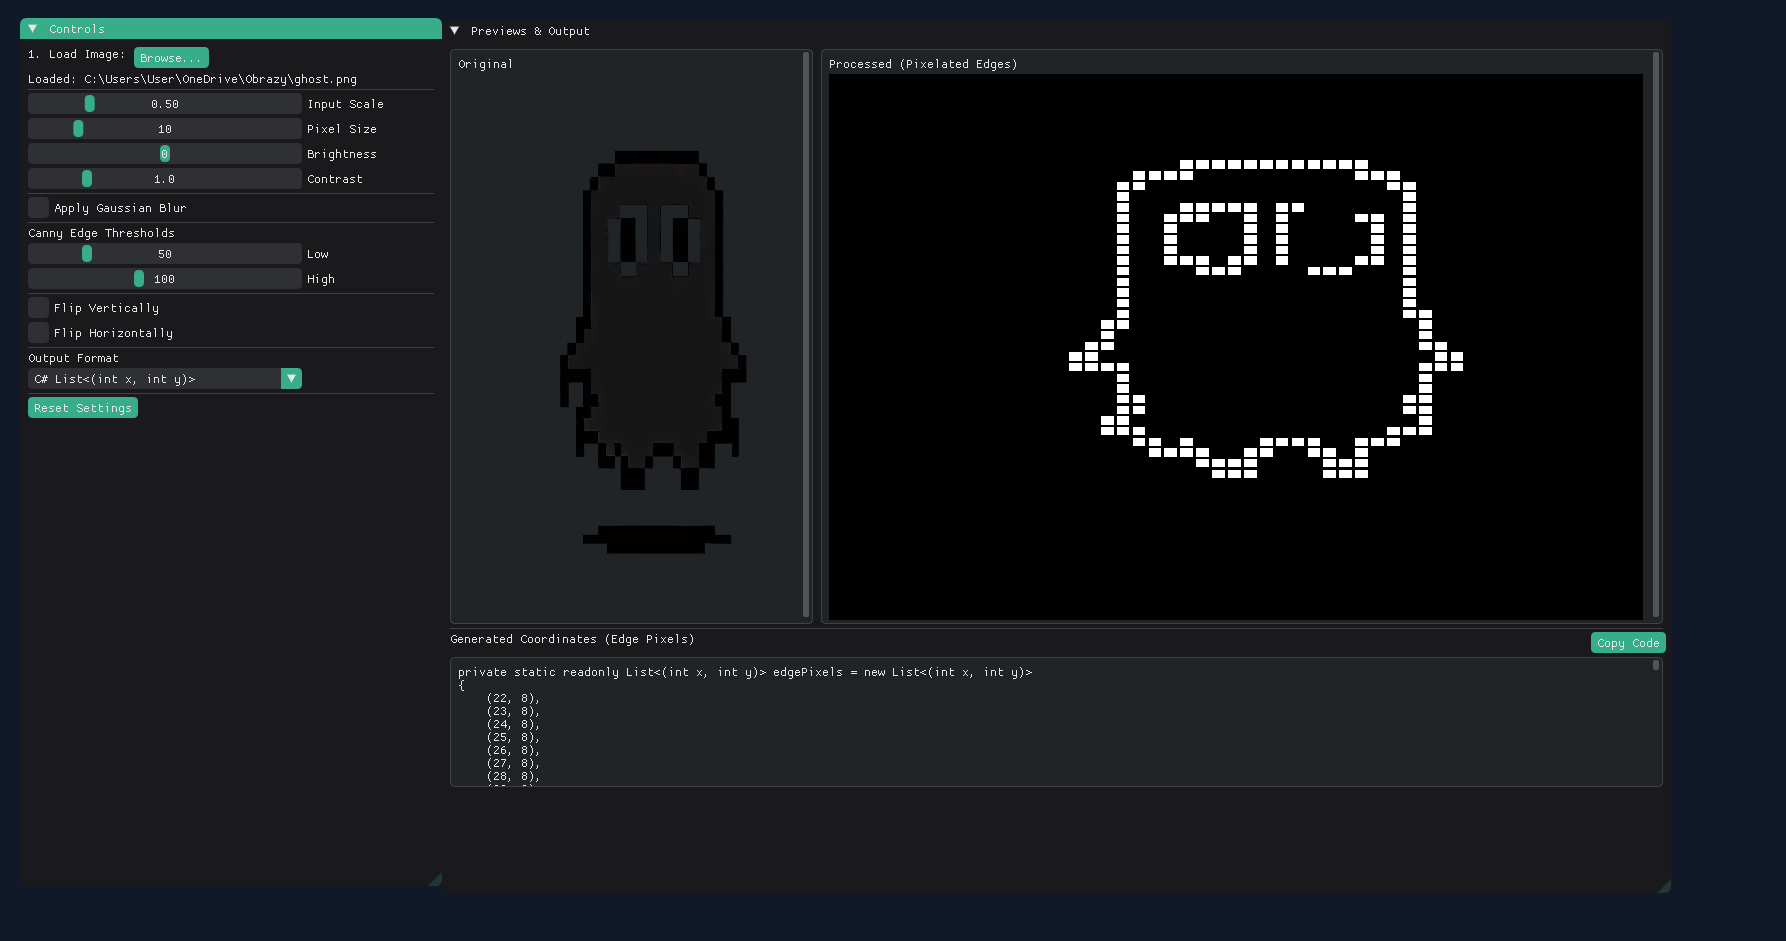 Controls
1. Load Image: Browse...
Loaded: C:\Users\User\OneDrive\Obrazy\ghost.png
0.50 Input Scale
10 Pixel Size
0 Brightness
1.0 Contrast
Apply Gaussian Blur
Canny Edge Thresholds
50 Low
100 High
Flip Vertically
Flip Horizontally
Output Format
C# List<(int x, int y)>
Reset Settings
Previews & Output
Original
Processed (Pixelated Edges)
Generated Coordinates (Edge Pixels)
Copy Code
private static readonly List<(int x, int y)> edgePixels = new List<(int x, int y)>
{
(22, 8),
(23, 8),
(24, 8),
(25, 8),
(26, 8),
(27, 8),
(28, 8),